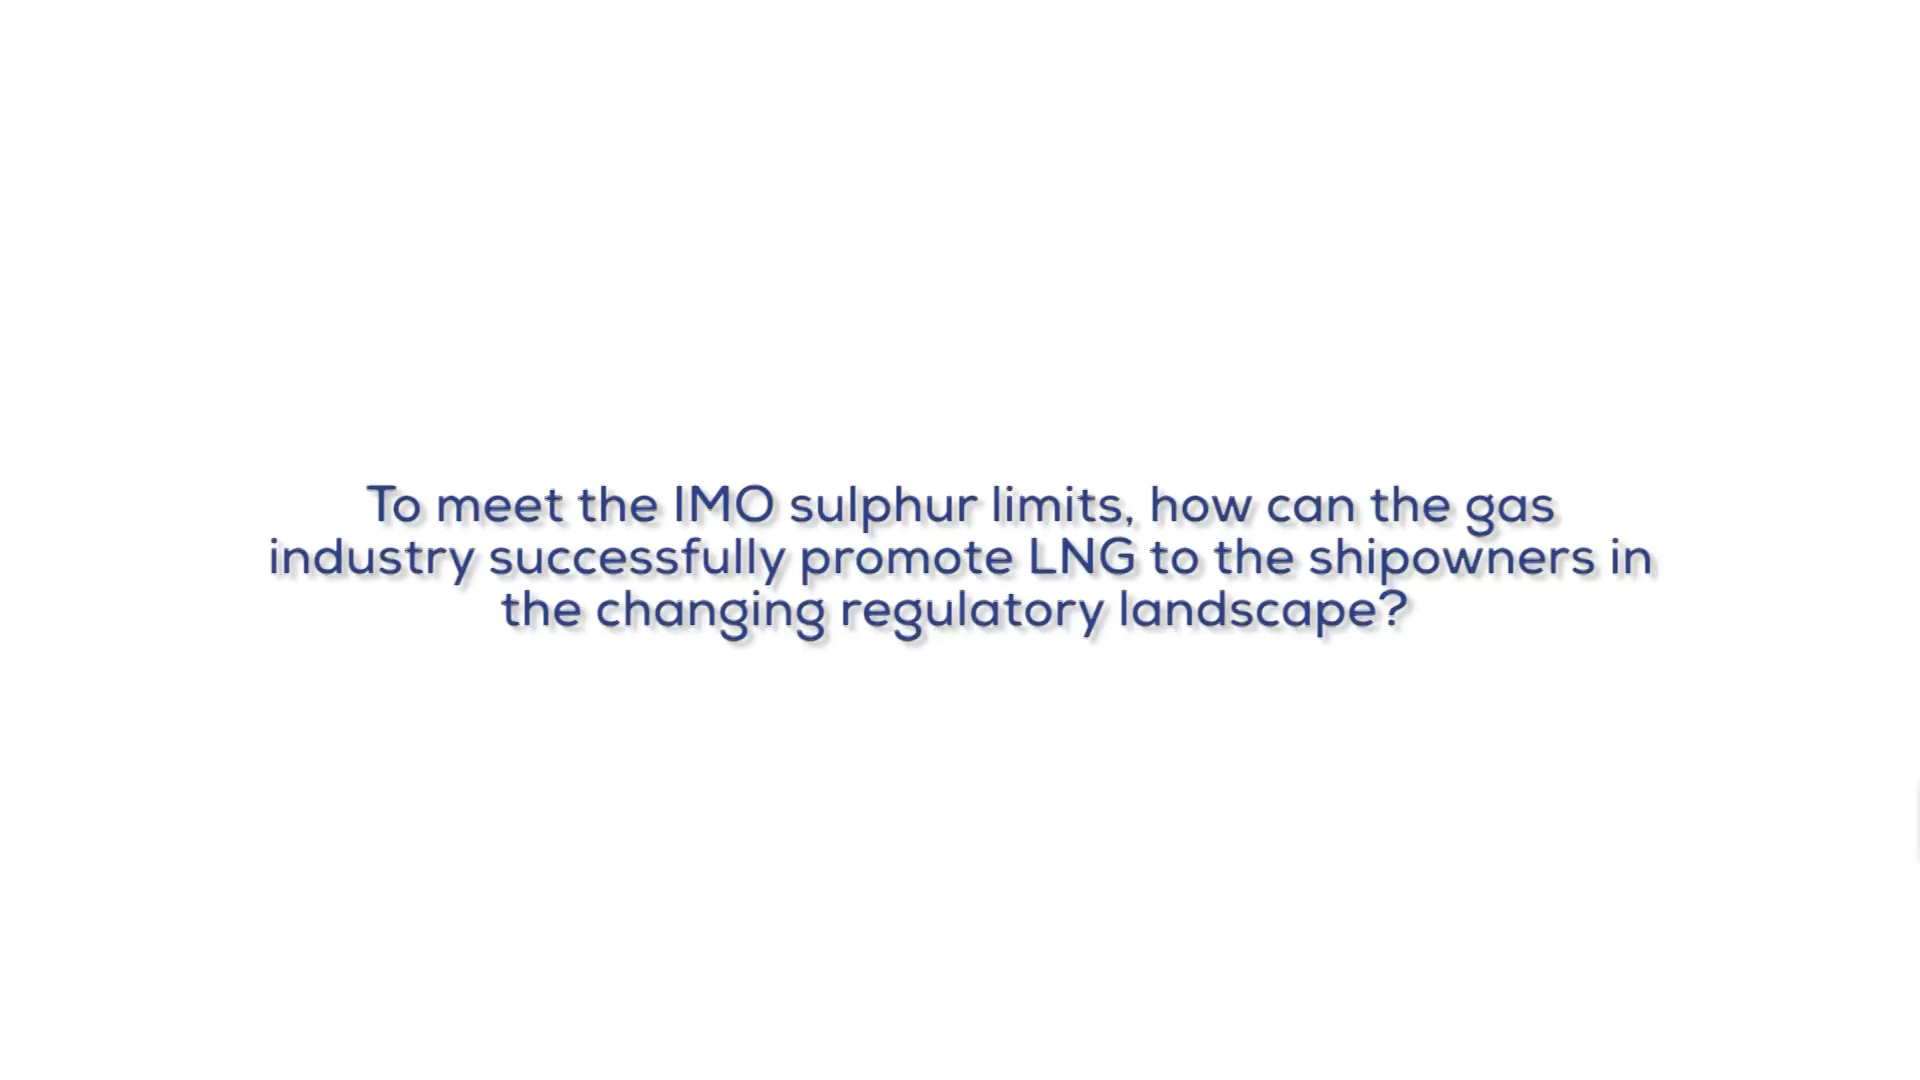 To meet the IMO sulphur limits, how can the gas
industry successfully promote LNG to the shipowners in
the changing regulatory landscape?